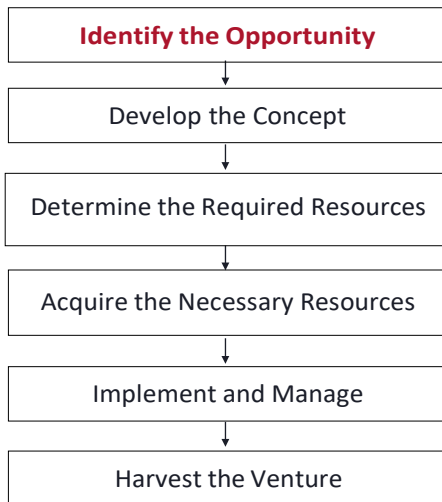 Identify the Opportunity
Develop the Concept
Determine the Required Resources
Acquire the Necessary Resources
Implement and Manage
Harvest the Venture